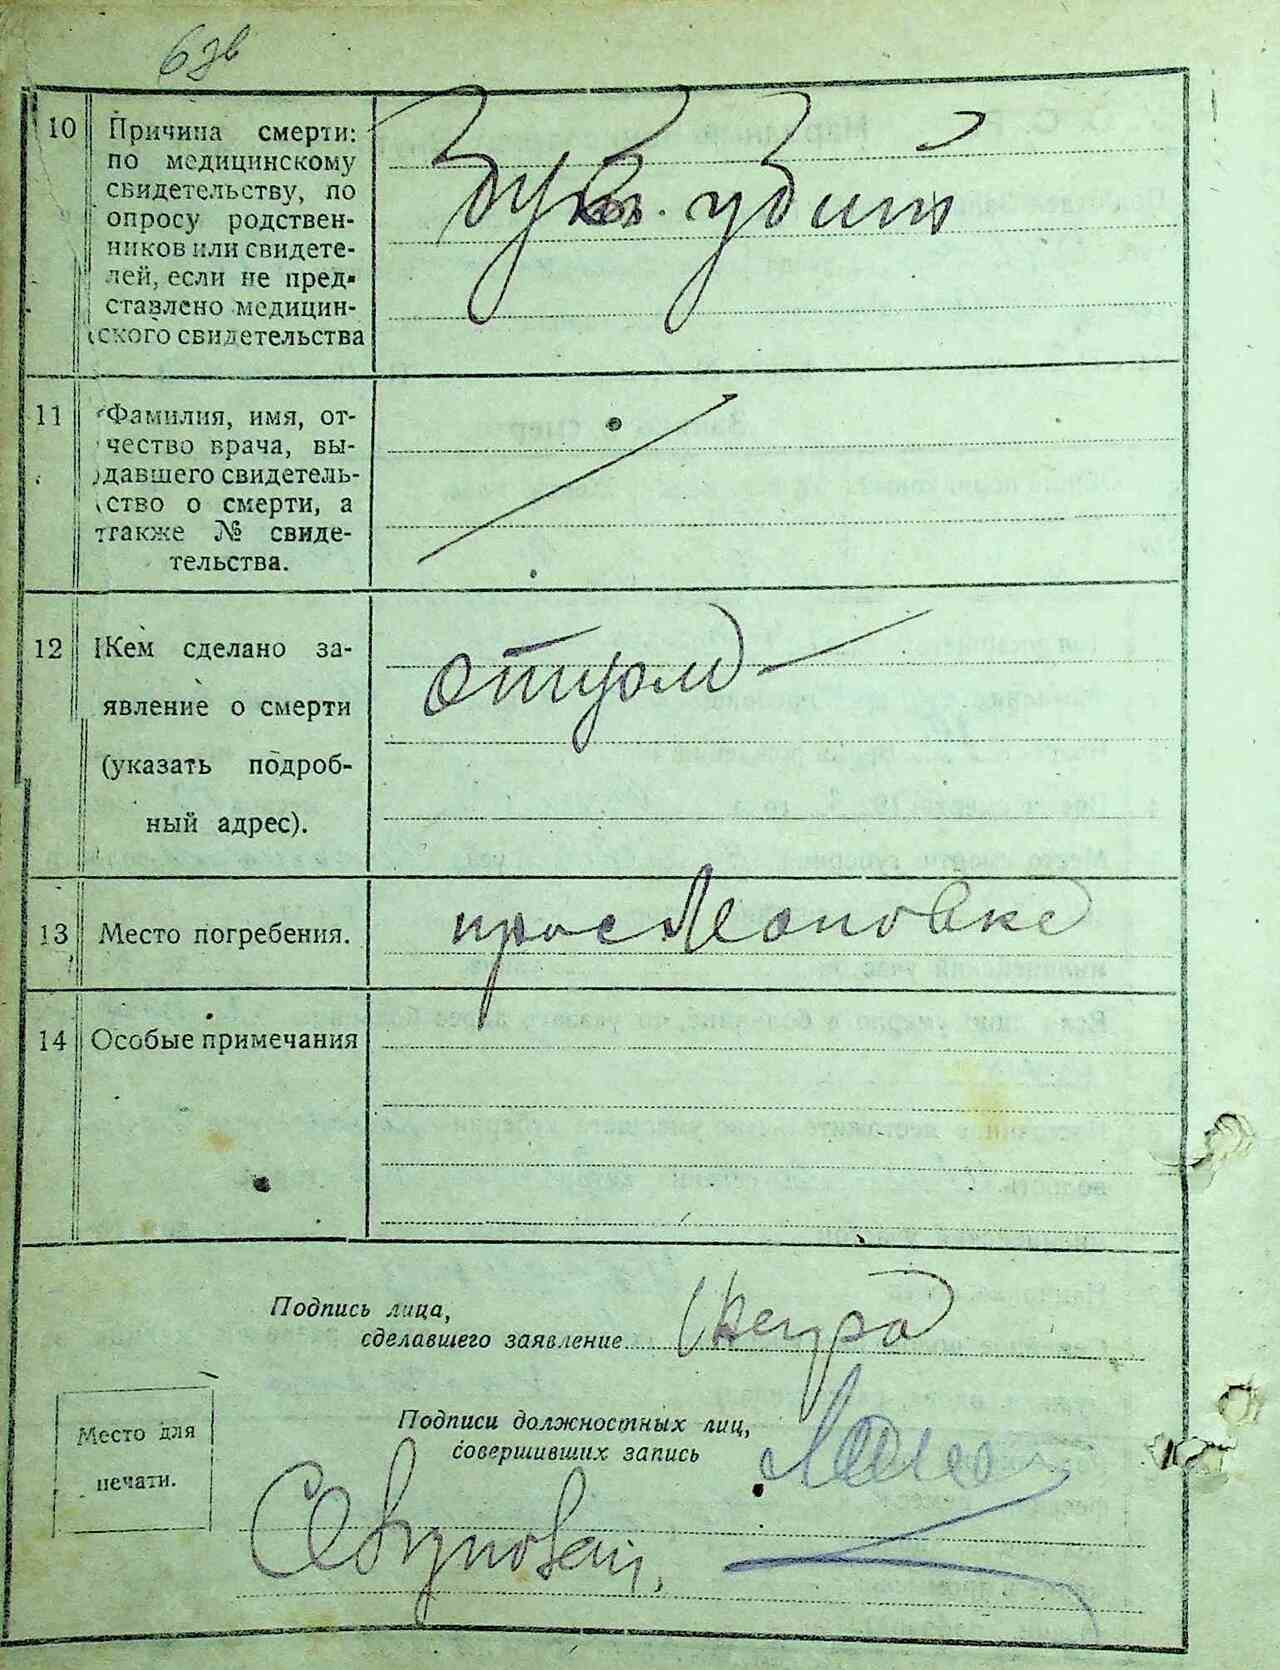 10 Причина смерти:
по медицинскому
свидетельству, по
опросу родствен-
ников или свидете-
лей, если не пред-
ставлено медицин-
ского свидетельства
убит
11 Фамилия, имя, от-
чество врача, вы-
давшего свидетель-
ство о смерти, а
также № свиде-
тельства.
12 Кем сделано за-
явление о смерти
(указать подроб-
ный адрес).
отцом
13 Место погребения.
при с
14 Особые примечания
Подпись лица,
сделавшего заявление
Подписи должностных лиц,
совершивших запись
Место для
печати.